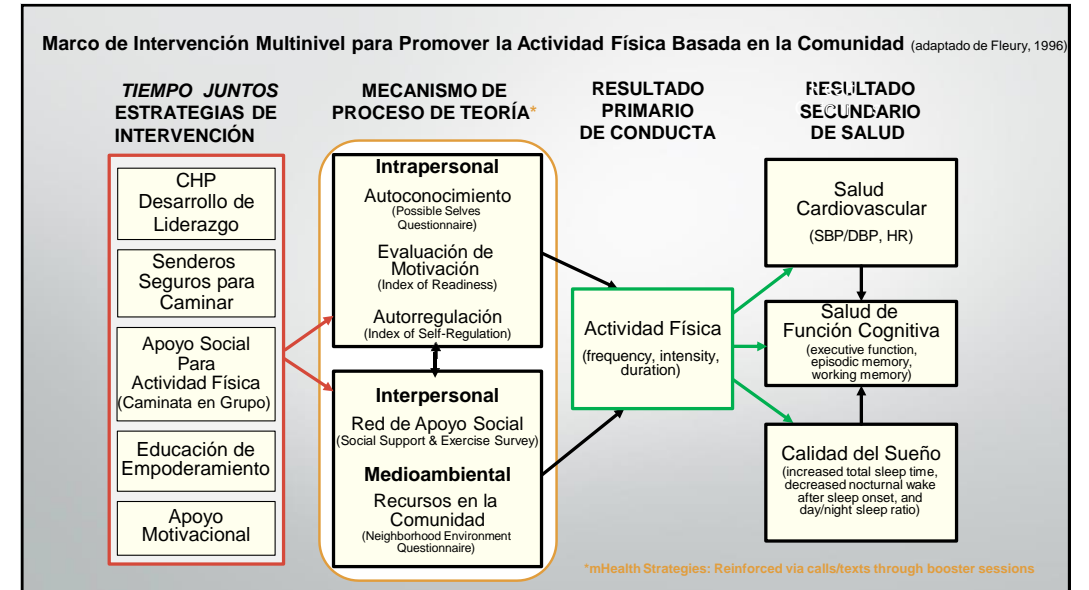 Marco de Intervención Multinivel para Promover la Actividad Física Basada en la Comunidad (adaptado de Fleury, 1996)
TIEMPO JUNTOS
ESTRATEGIAS DE
INTERVENCIÓN
CHP
Desarrollo de
Liderazgo
Senderos
Seguros para
Caminar
Apoyo Social
Para
Actividad Física
(Caminata en Grupo)
Educación de
Empoderamiento
Apoyo
Motivacional
MECANISMO DE
PROCESO DE TEORÍA*
Intrapersonal
Autoconocimiento
(Possible Selves
Questionnaire)
Evaluación de
Motivación
(Index of Readiness)
Autorregulación
(Index of Self-Regulation)
Interpersonal
Red de Apoyo Social
(Social Support & Exercise Survey)
Medioambiental
Recursos en la
Comunidad
(Neighborhood Environment
Questionnaire)
RESULTADO
PRIMARIO
DE CONDUCTA
Actividad Física
(frequency, intensity,
duration)
RESULTADO
SECUNDARIO
DE SALUD
Salud
Cardiovascular
(SBP/DBP, HR)
Salud de
Función Cognitiva
(executive function,
episodic memory,
working memory)
Calidad del Sueño
(increased total sleep time,
decreased nocturnal wake
after sleep onset, and
day/night sleep ratio)
*mHealth Strategies: Reinforced via calls/texts through booster sessions